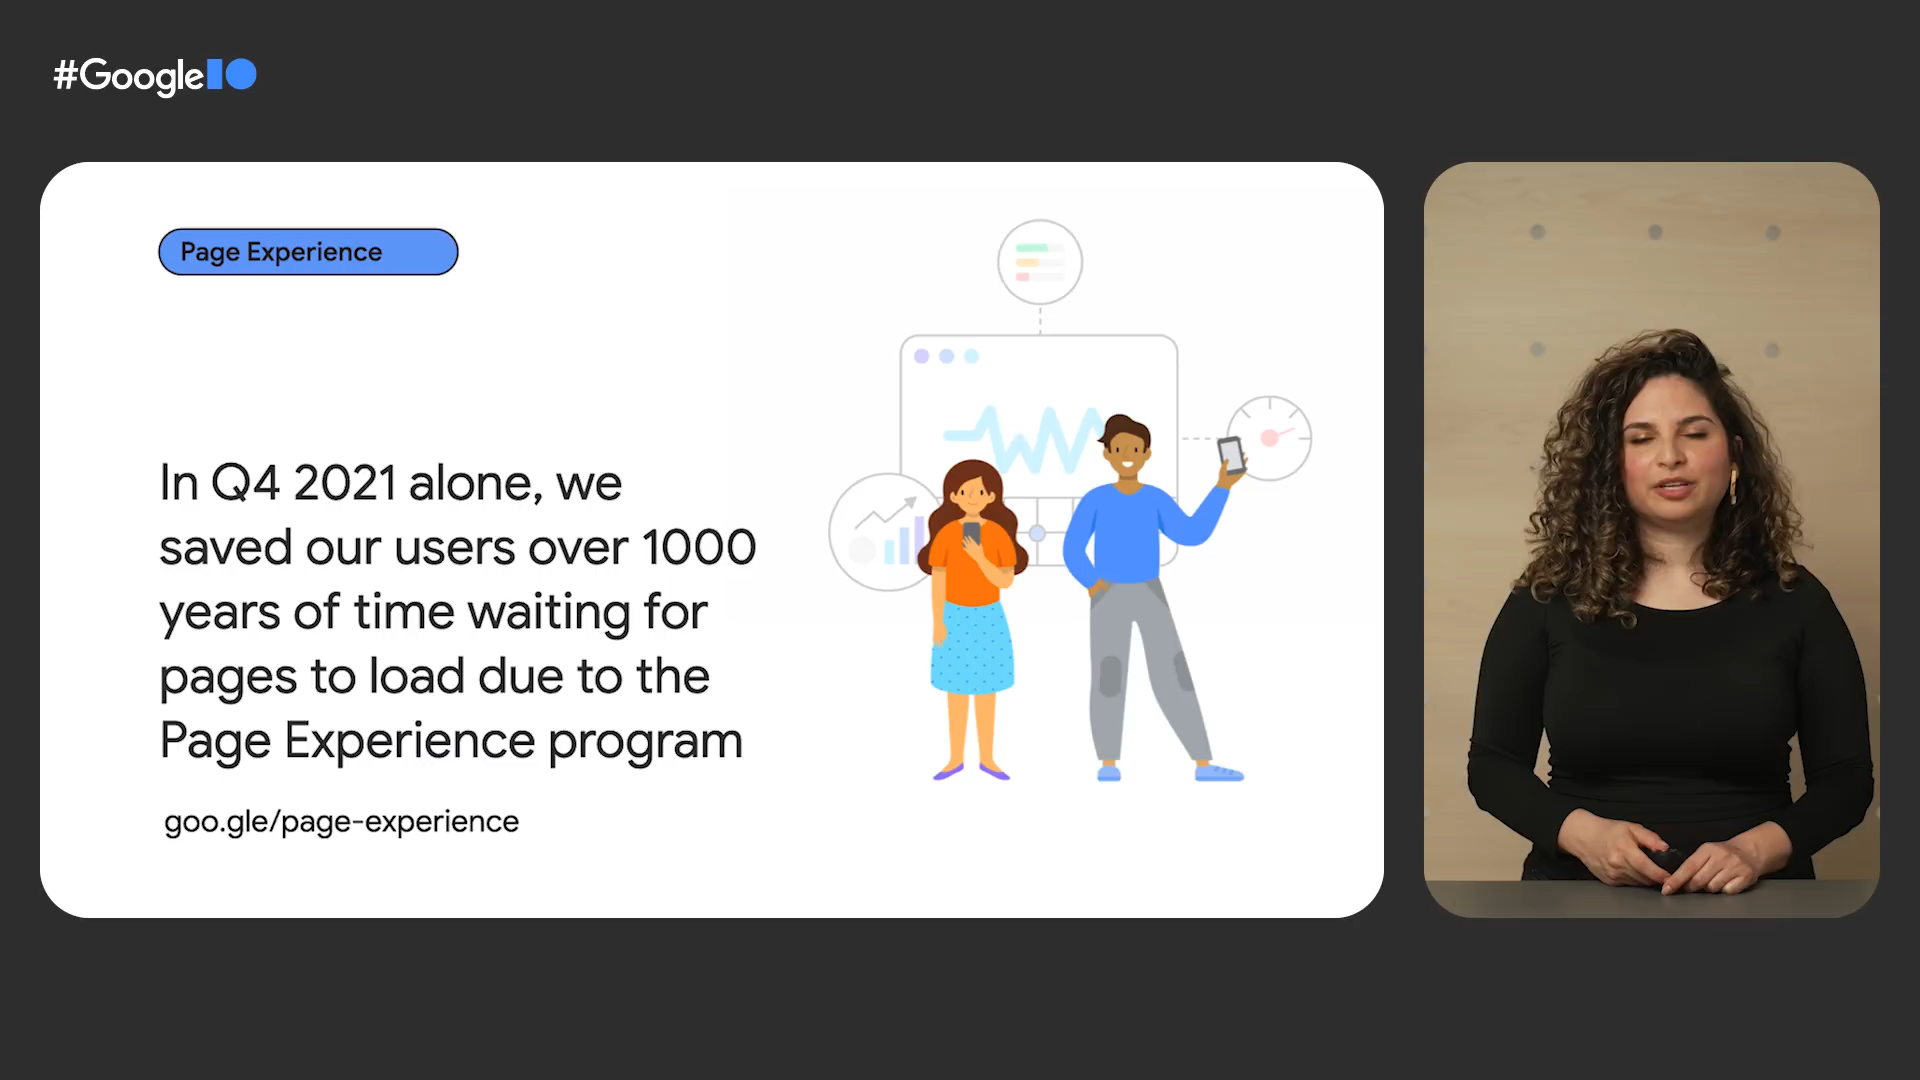 #GoogleIO
Page Experience
In Q4 2021 alone, we
saved our users over 1000
years of time waiting for
pages to load due to the
Page Experience program
goo.gle/page-experience